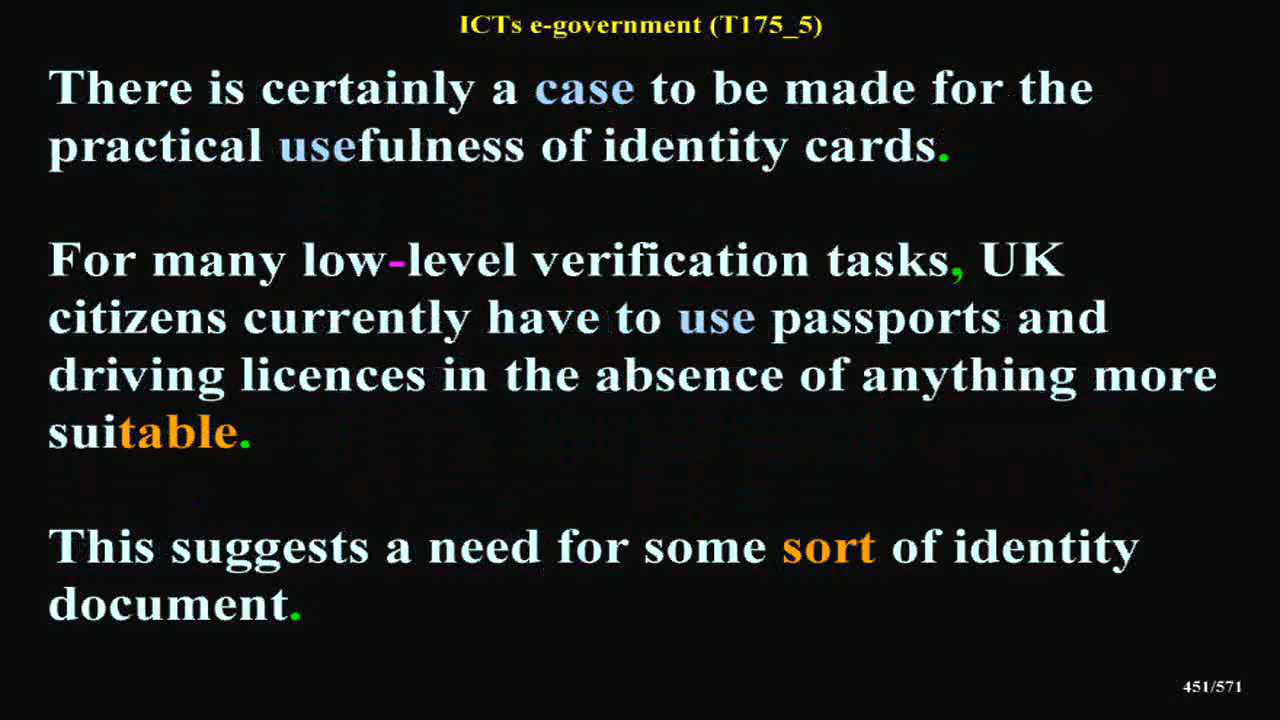 ICTs e-government (T175_5)
There is certainly a case to be made for the
practical usefulness of identity cards.
For many low-level verification tasks, UK
citizens currently have to use passports and
driving licences in the absence of anything more
suitable.
This suggests a need for some sort of identity
document.
451/571